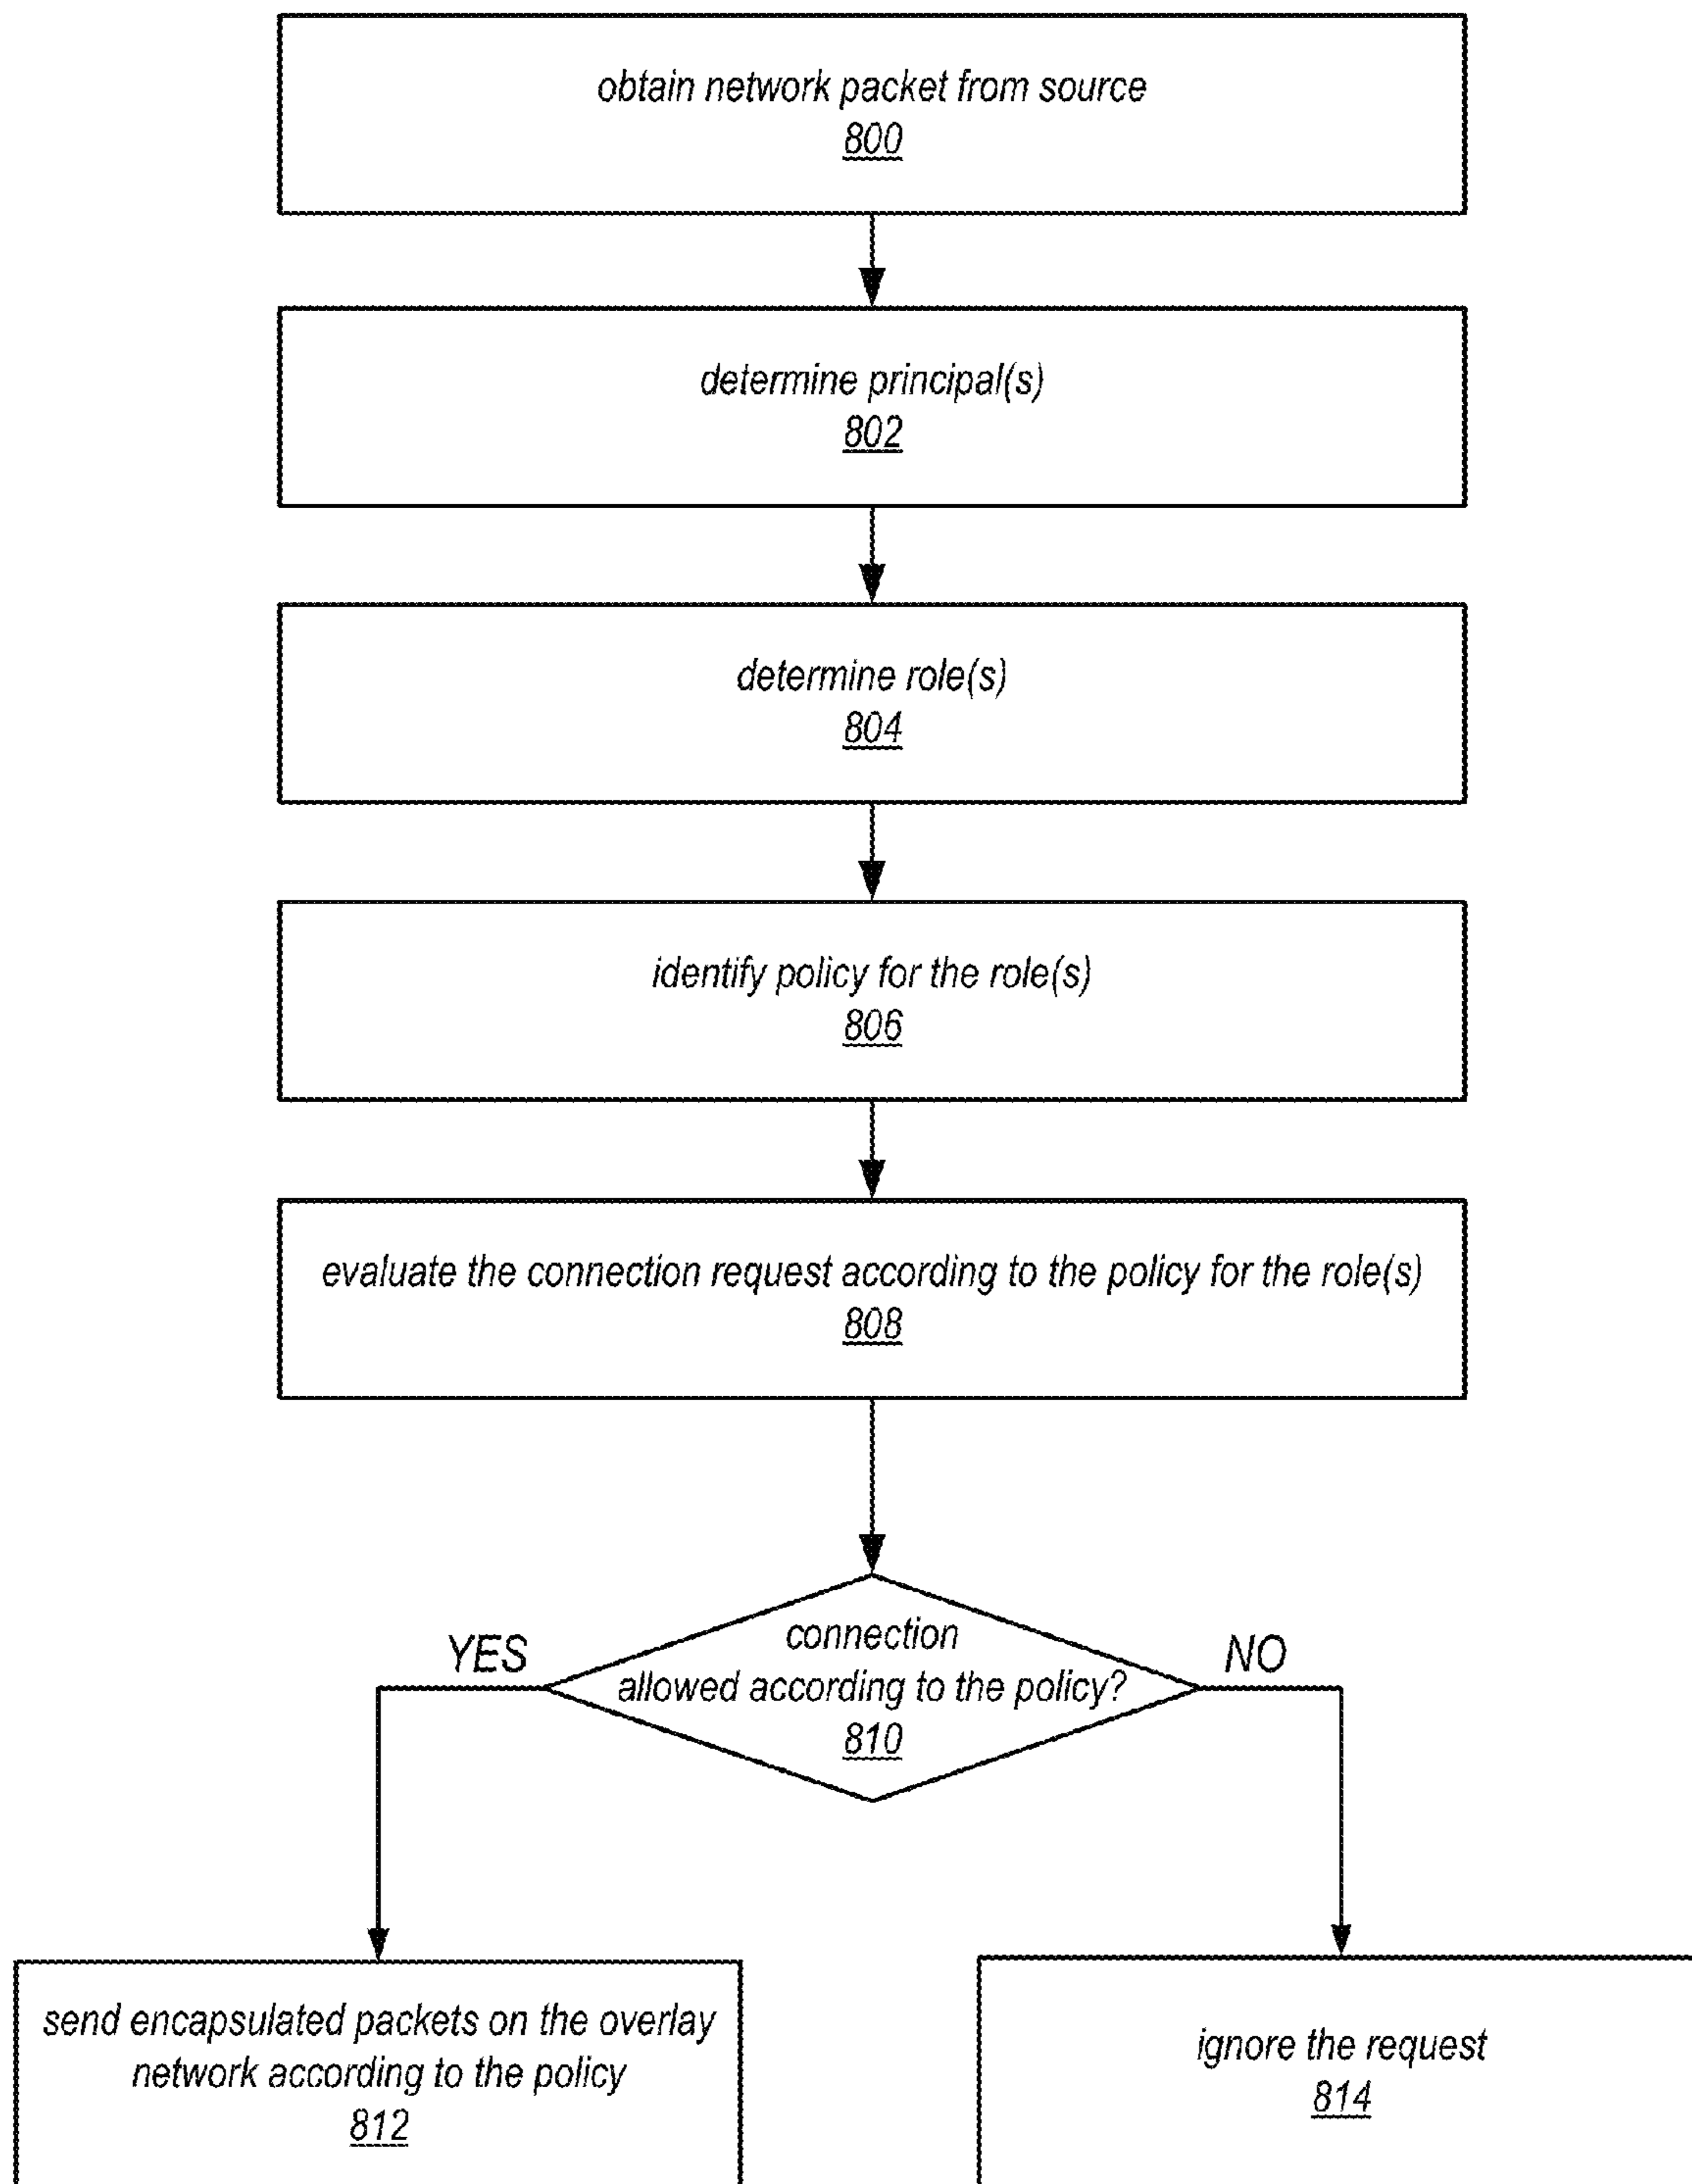 obtain network packet from source
800
determine principal(s)
802
determine role(s)
804
identify policy for the role(s)
806
evaluate the connection request according to the policy for the role(s)
808
connection
allowed according to the policy?
810
YES
NO
send encapsulated packets on the overlay
network according to the policy
812
ignore the request
814